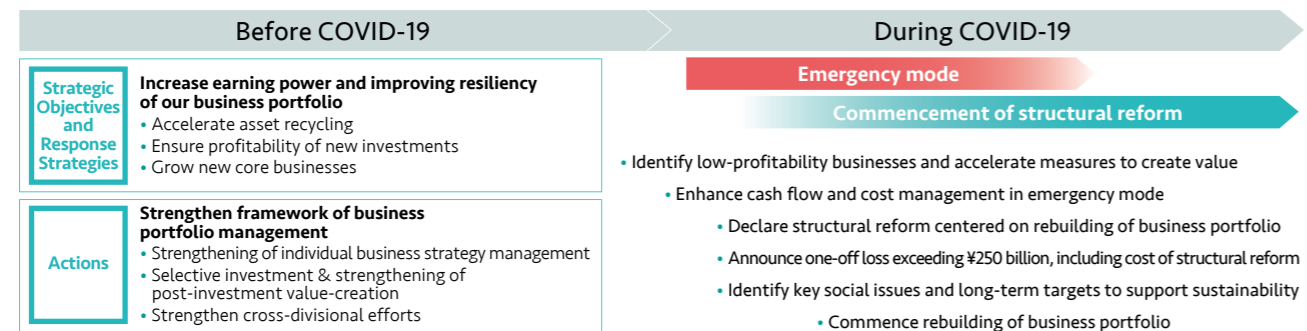 Before COVID-19
During COVID-19
Strategic
Objectives
and
Response
Strategies
Increase earning power and improving resiliency
of our business portfolio
• Accelerate asset recycling
• Ensure profitability of new investments
• Grow new core businesses
Actions
Strengthen framework of business
portfolio management
• Strengthening of individual business strategy management
• Selective investment & strengthening of
post-investment value-creation
• Strengthen cross-divisional efforts
Emergency mode
Commencement of structural reform
• Identify low-profitability businesses and accelerate measures to create value
• Enhance cash flow and cost management in emergency mode
• Declare structural reform centered on rebuilding of business portfolio
• Announce one-off loss exceeding ¥250 billion, including cost of structural reform
• Identify key social issues and long-term targets to support sustainability
• Commence rebuilding of business portfolio